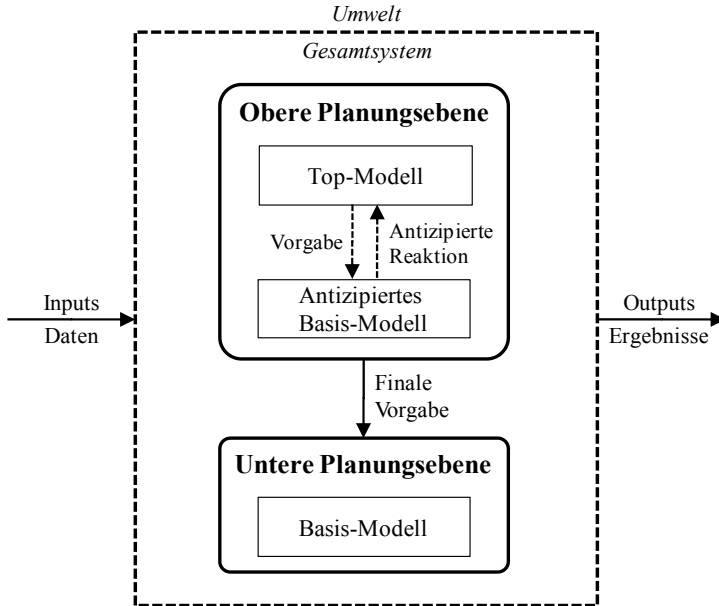 Umwelt
Gesamtsystem
Obere Planungsebene
Top-Modell
Vorgabe
Antizipierte
Reaktion
Antizipiertes
Basis-Modell
Inputs
Daten
Outputs
Ergebnisse
Finale
Vorgabe
Untere Planungsebene
Basis-Modell